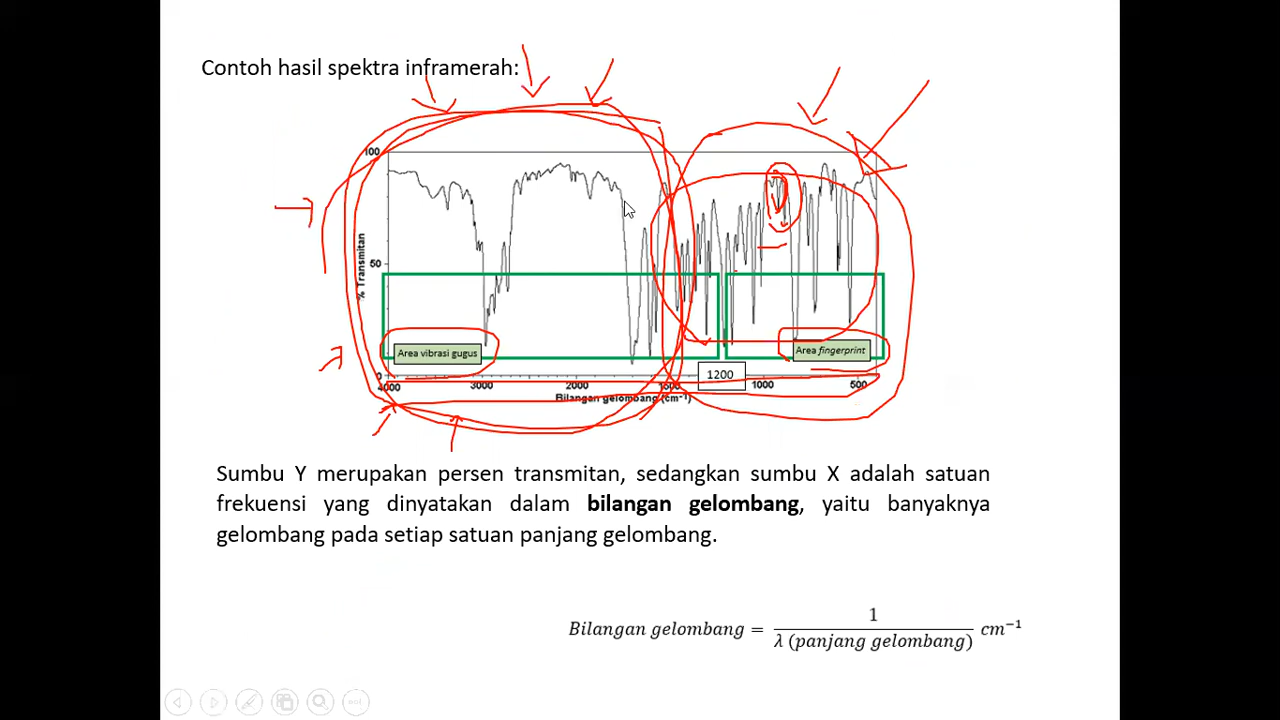 Contoh hasil spektra inframerah:
100
50
0
% Transmitan
Area vibrasi gugus
Area fingerprint
4000 3000 2000 1500 1200 1000 500
Bilangan gelombang (cm⁻¹)
Sumbu Y merupakan persen transmitan, sedangkan sumbu X adalah satuan
frekuensi yang dinyatakan dalam bilangan gelombang, yaitu banyaknya
gelombang pada setiap satuan panjang gelombang.
Bilangan gelombang = 1 / λ (panjang gelombang) cm⁻¹